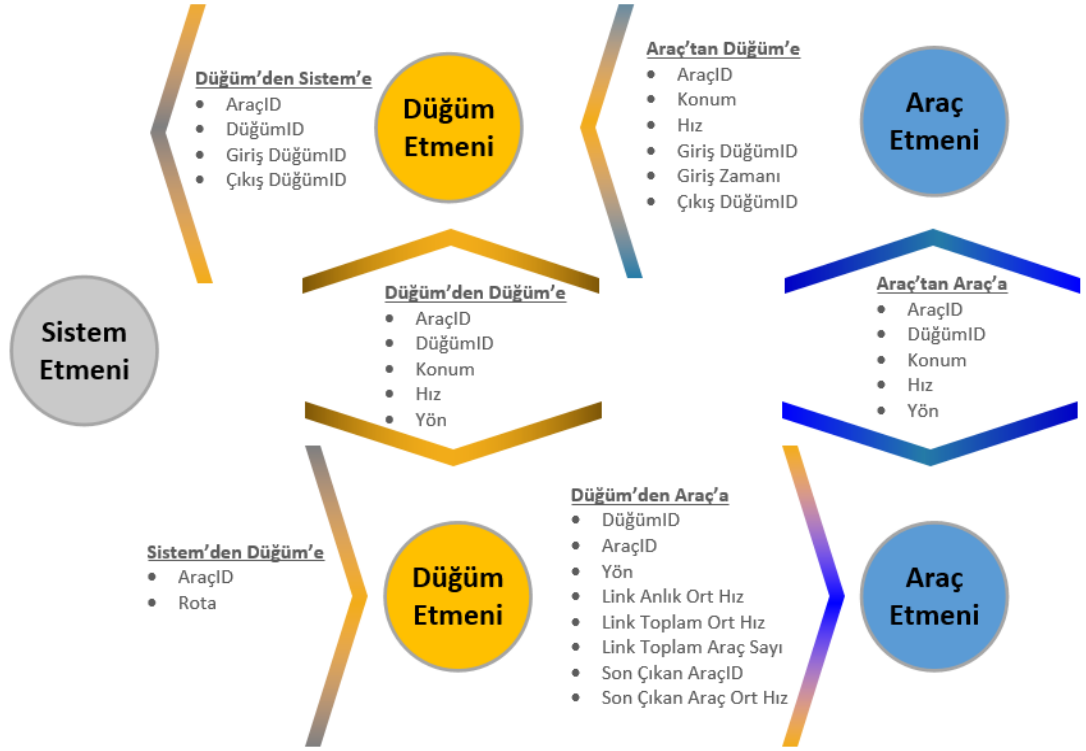 Düğüm'den Sistem'e
• AraçID
• DüğümID
• Giriş DüğümID
• Çıkış DüğümID
Düğüm
Etmeni
Araç'tan Düğüm'e
• AraçID
• Konum
• Hız
• Giriş DüğümID
• Giriş Zamanı
• Çıkış DüğümID
Araç
Etmeni
Sistem
Etmeni
Düğüm'den Düğüm'e
• AraçID
• DüğümID
• Konum
• Hız
• Yön
Araç'tan Araç'a
• AraçID
• DüğümID
• Konum
• Hız
• Yön
Sistem'den Düğüm'e
• AraçID
• Rota
Düğüm
Etmeni
Düğüm'den Araç'a
• DüğümID
• AraçID
• Yön
• Link Anlık Ort Hız
• Link Toplam Ort Hız
• Link Toplam Araç Sayı
• Son Çıkan AraçID
• Son Çıkan Araç Ort Hız
Araç
Etmeni